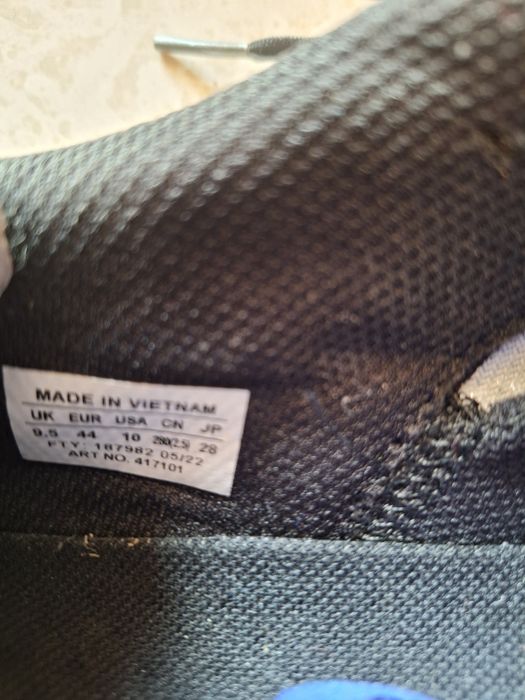 MADE IN VIETNAM
UK EUR USA CN JP
9.5 44 10 280(2.5) 28
FTY: 187982 05/22
ART NO. 417101